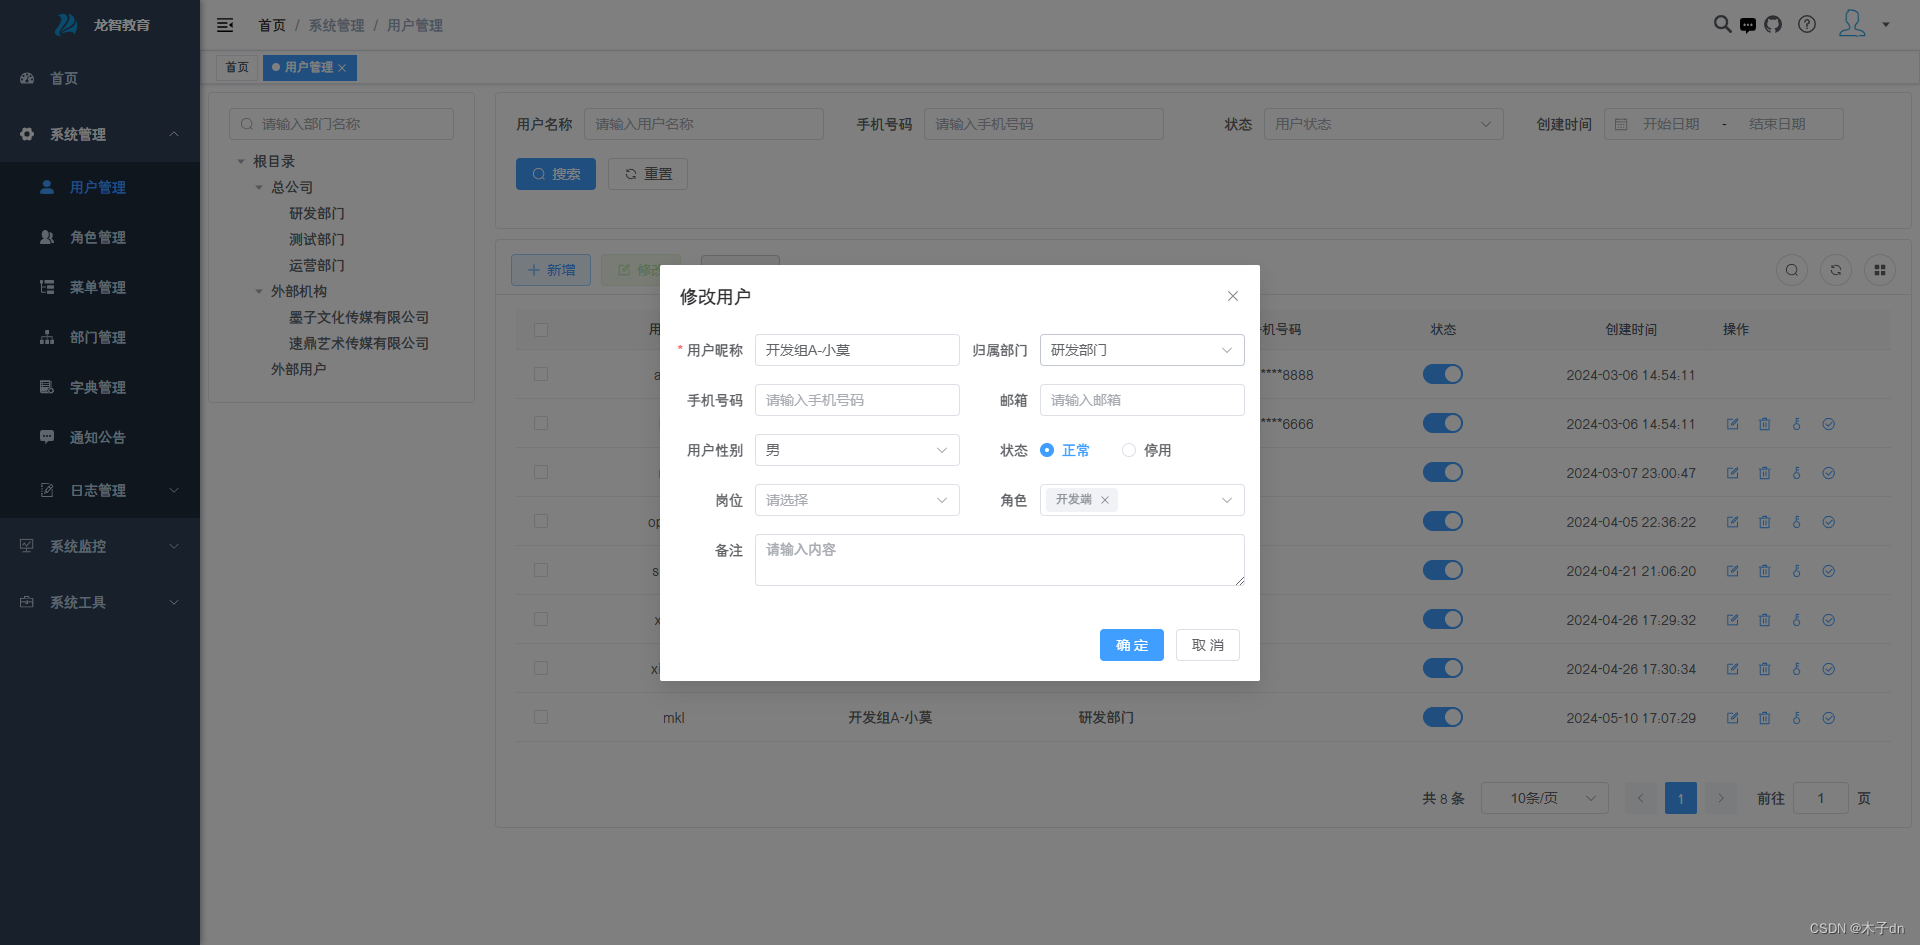 龙智教育
首页 / 系统管理 / 用户管理
首页
系统管理
用户管理
角色管理
菜单管理
部门管理
字典管理
通知公告
日志管理
系统监控
系统工具
首页
用户管理
请输入部门名称
根目录
总公司
研发部门
测试部门
运营部门
外部机构
墨子文化传媒有限公司
速鼎艺术传媒有限公司
外部用户
用户名称 请输入用户名称 手机号码 请输入手机号码 状态 用户状态 创建时间 开始日期 - 结束日期
搜索 重置
新增
状态 创建时间 操作
****8888 2024-03-06 14:54:11
****6666 2024-03-06 14:54:11
2024-03-07 23:00:47
2024-04-05 22:36:22
2024-04-21 21:06:20
2024-04-26 17:29:32
2024-04-26 17:30:34
mkl 开发组A-小莫 研发部门 2024-05-10 17:07:29
共 8 条 10条/页 1 前往 1 页
修改用户
* 用户昵称 开发组A-小莫 归属部门 研发部门
手机号码 请输入手机号码 邮箱 请输入邮箱
用户性别 男 状态 正常 停用
岗位 请选择 角色 开发端
备注 请输入内容
确 定 取 消
CSDN @木子dn